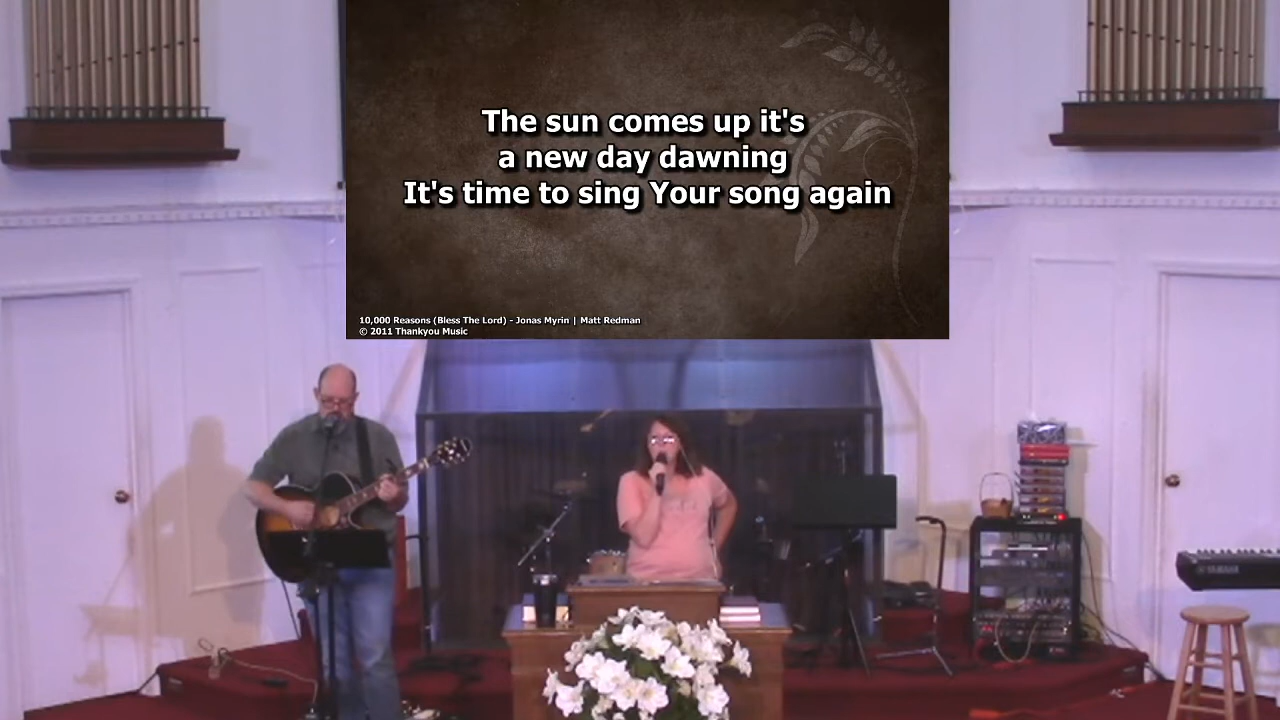 The sun comes up it's
a new day dawning
It's time to sing Your song again
10,000 Reasons (Bless The Lord) - Jonas Myrin | Matt Redman
© 2011 Thankyou Music
YAMAHA